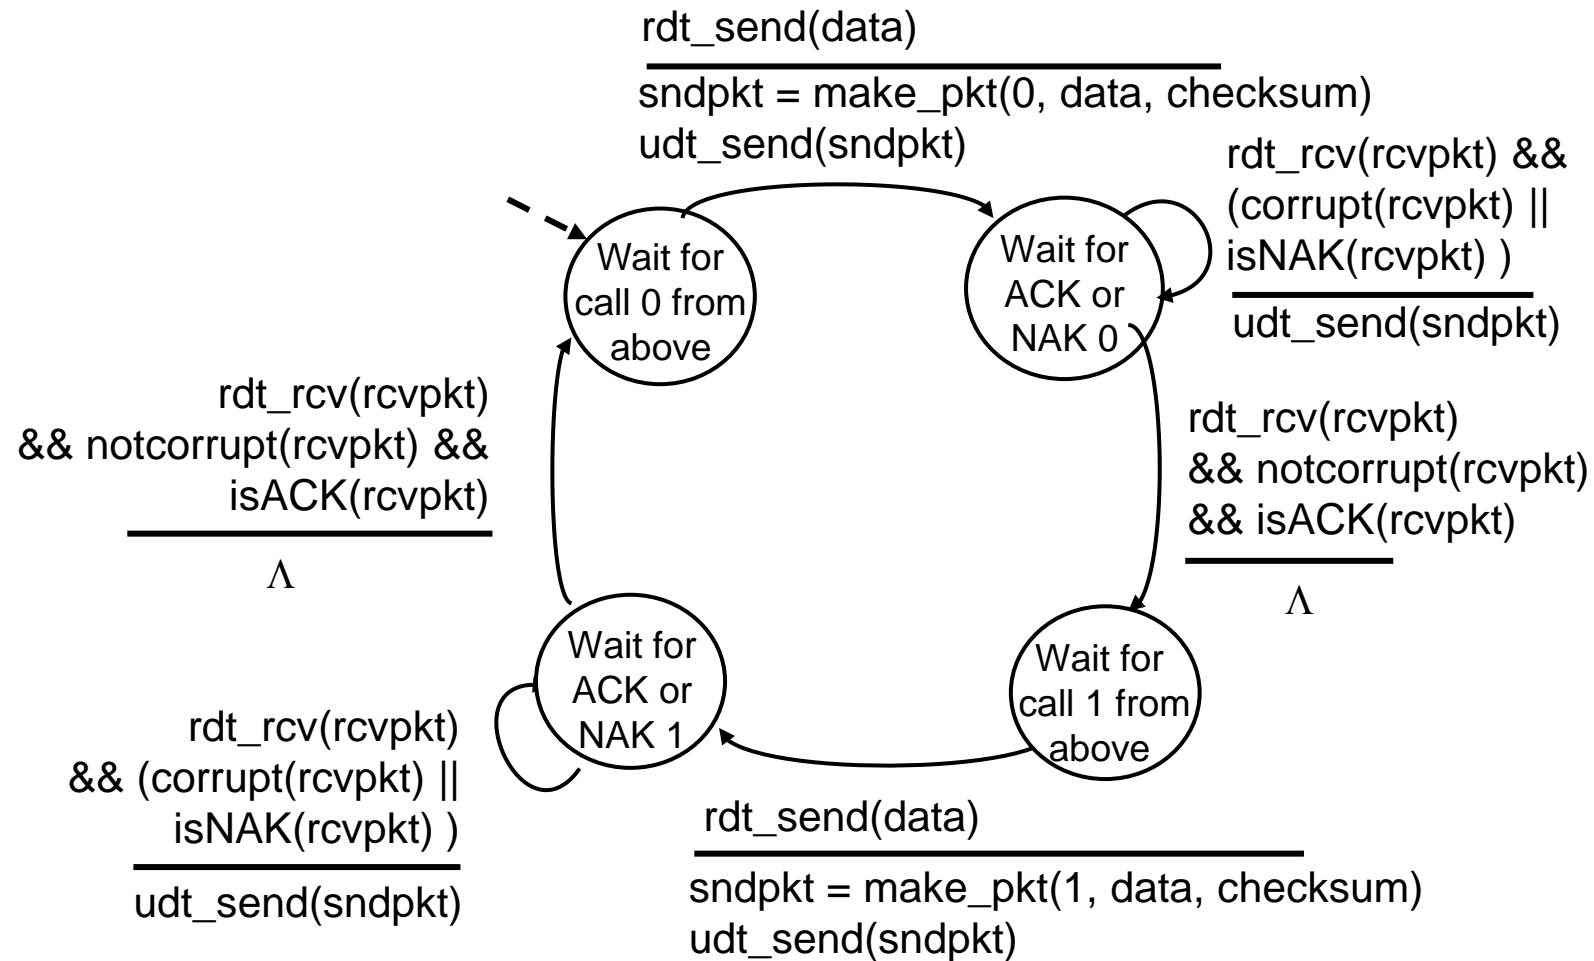 rdt_send(data)
sndpkt = make_pkt(0, data, checksum)
udt_send(sndpkt)
rdt_rcv(rcvpkt) &&
(corrupt(rcvpkt) ||
isNAK(rcvpkt) )
udt_send(sndpkt)
Wait for
call 0 from
above
Wait for
ACK or
NAK 0
rdt_rcv(rcvpkt)
&& notcorrupt(rcvpkt) &&
isACK(rcvpkt)
Λ
rdt_rcv(rcvpkt)
&& notcorrupt(rcvpkt)
&& isACK(rcvpkt)
Λ
Wait for
ACK or
NAK 1
Wait for
call 1 from
above
rdt_rcv(rcvpkt)
&& (corrupt(rcvpkt) ||
isNAK(rcvpkt) )
udt_send(sndpkt)
rdt_send(data)
sndpkt = make_pkt(1, data, checksum)
udt_send(sndpkt)